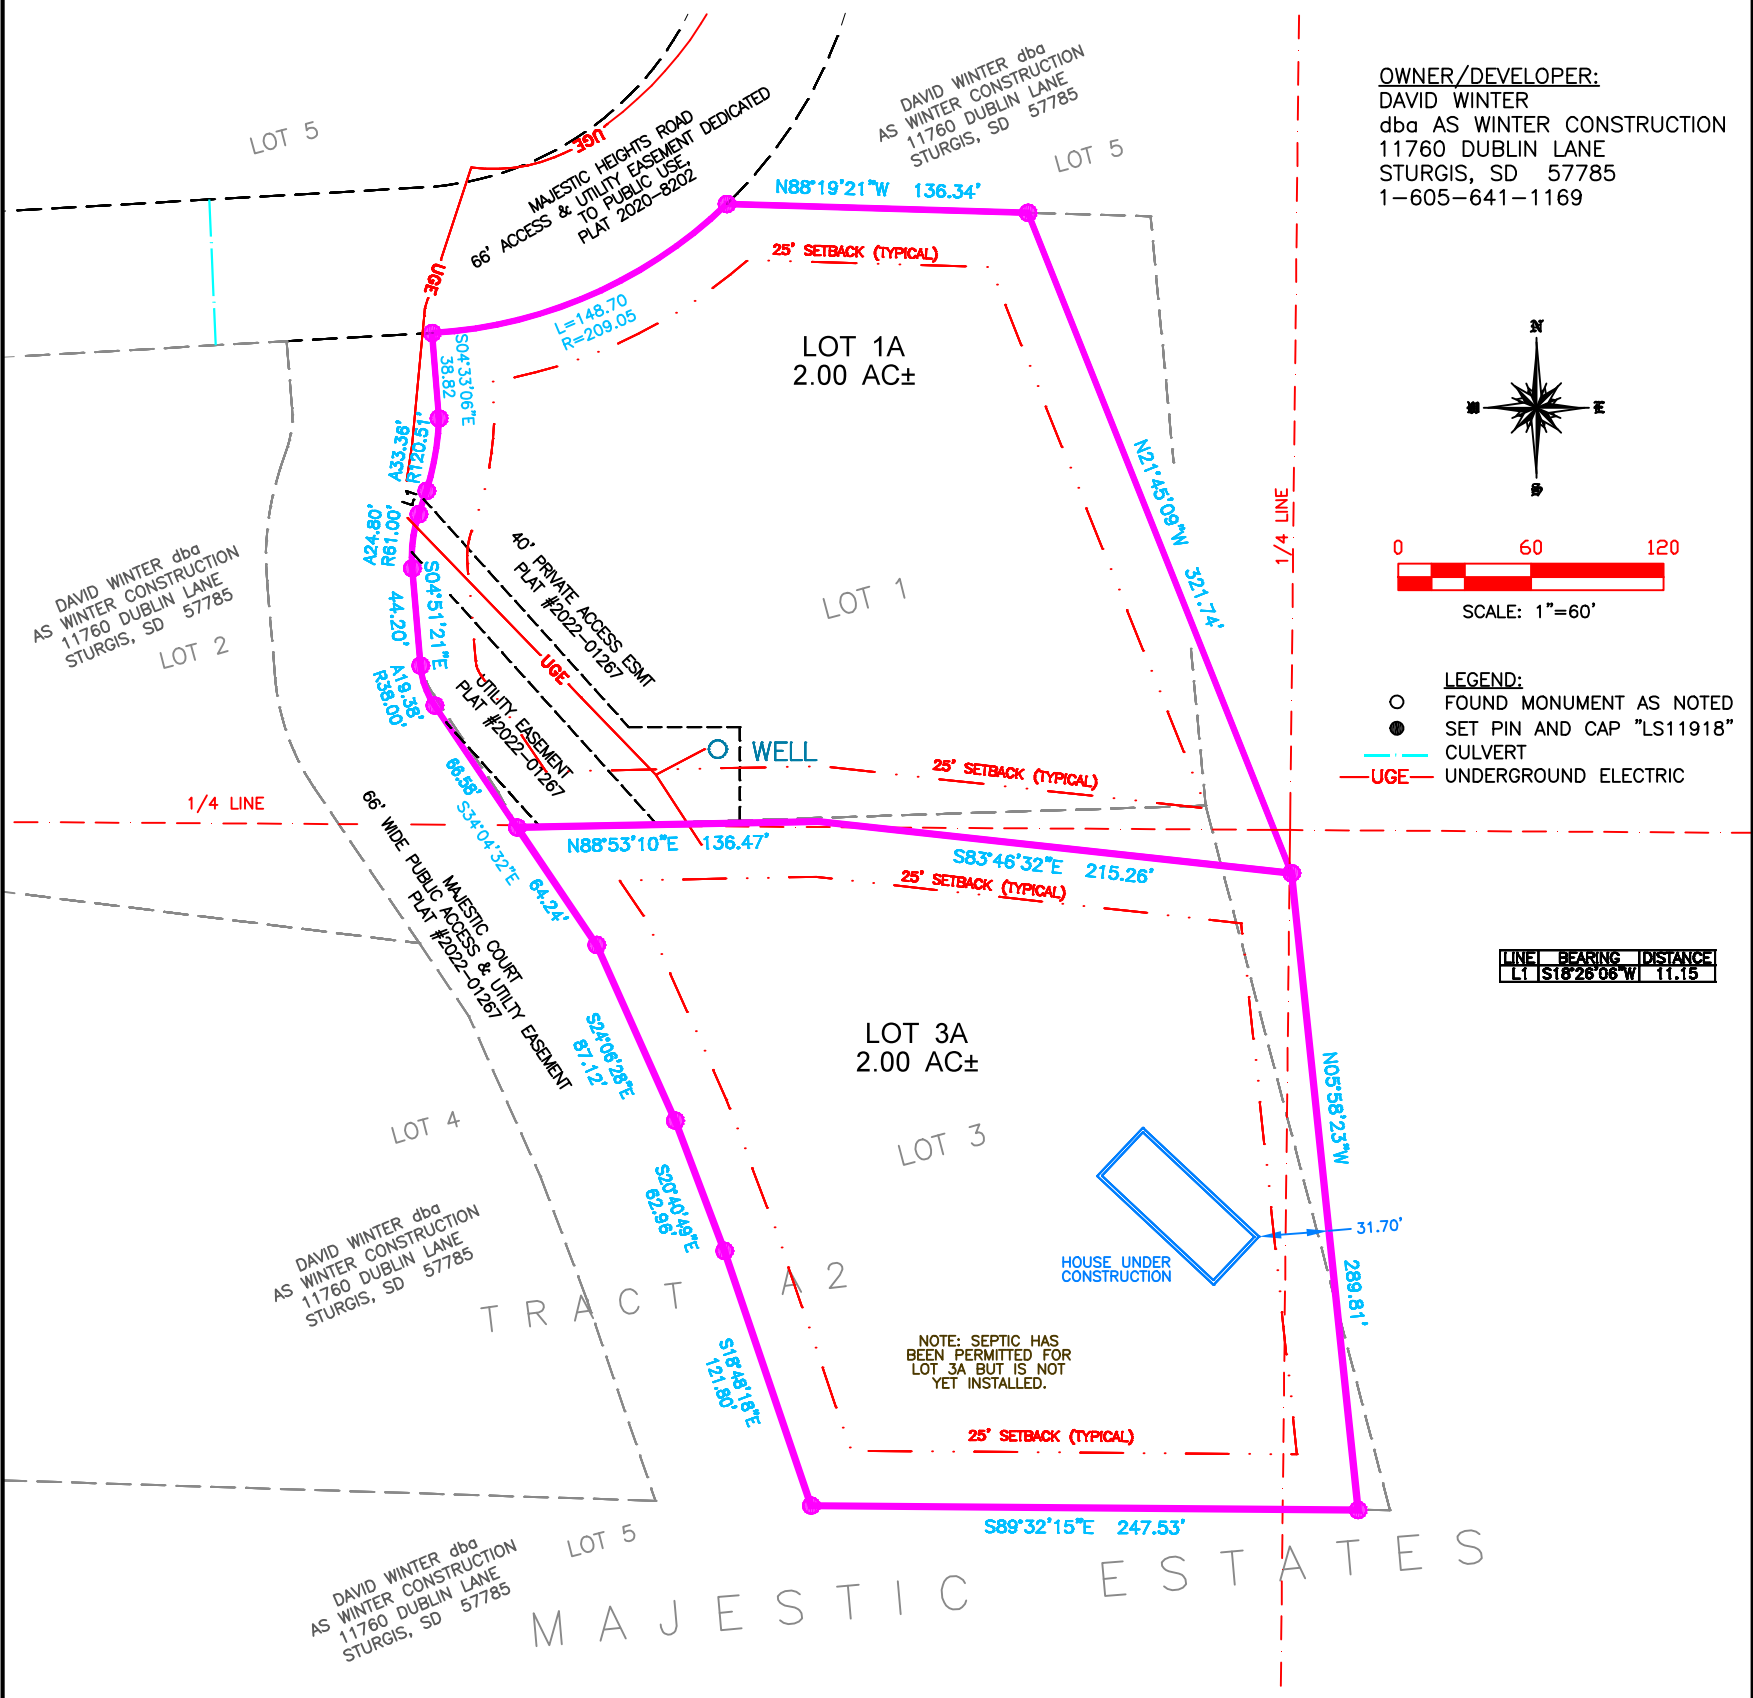 OWNER/DEVELOPER:
DAVID WINTER
dba AS WINTER CONSTRUCTION
11760 DUBLIN LANE
STURGIS, SD 57785
1-605-641-1169
DAVID WINTER dba
AS WINTER CONSTRUCTION
11760 DUBLIN LANE
STURGIS, SD 57785
LOT 5
LOT 5
UGE
MAJESTIC HEIGHTS ROAD
66' ACCESS & UTILITY EASEMENT DEDICATED
TO PUBLIC USE,
PLAT 2020-8202
N88°19'21"W 136.34'
25' SETBACK (TYPICAL)
UGE
L=148.70
R=209.05
LOT 1A
2.00 AC±
S04°33'06"E
38.82
N
W
E
S
A33.36'
R120.51'
L1
A24.80'
R61.00'
N21°45'09"W 321.74'
1/4 LINE
0 60 120
SCALE: 1"=60'
40' PRIVATE ACCESS ESMT
PLAT #2022-01267
LOT 1
S04°51'21"E
44.20'
DAVID WINTER dba
AS WINTER CONSTRUCTION
11760 DUBLIN LANE
STURGIS, SD 57785
LOT 2
A19.38'
R38.00'
UGE
UTILITY EASEMENT
PLAT #2022-01267
WELL
LEGEND:
FOUND MONUMENT AS NOTED
SET PIN AND CAP "LS11918"
CULVERT
UGE UNDERGROUND ELECTRIC
25' SETBACK (TYPICAL)
1/4 LINE
66.58'
S34°04'32"E
64.24'
N88°53'10"E 136.47'
S83°46'32"E 215.26'
25' SETBACK (TYPICAL)
MAJESTIC COURT
66' WIDE PUBLIC ACCESS & UTILTY EASEMENT
PLAT #2022-01267
LINE BEARING DISTANCE
L1 S18°26'06"W 11.15
S24°06'28"E
87.12'
LOT 3A
2.00 AC±
LOT 4
LOT 3
N05°58'23"W
289.81'
S20°40'49"E
62.96'
31.70'
HOUSE UNDER
CONSTRUCTION
DAVID WINTER dba
AS WINTER CONSTRUCTION
11760 DUBLIN LANE
STURGIS, SD 57785
TRACT A2
NOTE: SEPTIC HAS
BEEN PERMITTED FOR
LOT 3A BUT IS NOT
YET INSTALLED.
S18°48'18"E
121.80'
25' SETBACK (TYPICAL)
S89°32'15"E 247.53'
LOT 5
DAVID WINTER dba
AS WINTER CONSTRUCTION
11760 DUBLIN LANE
STURGIS, SD 57785
MAJESTIC ESTATES